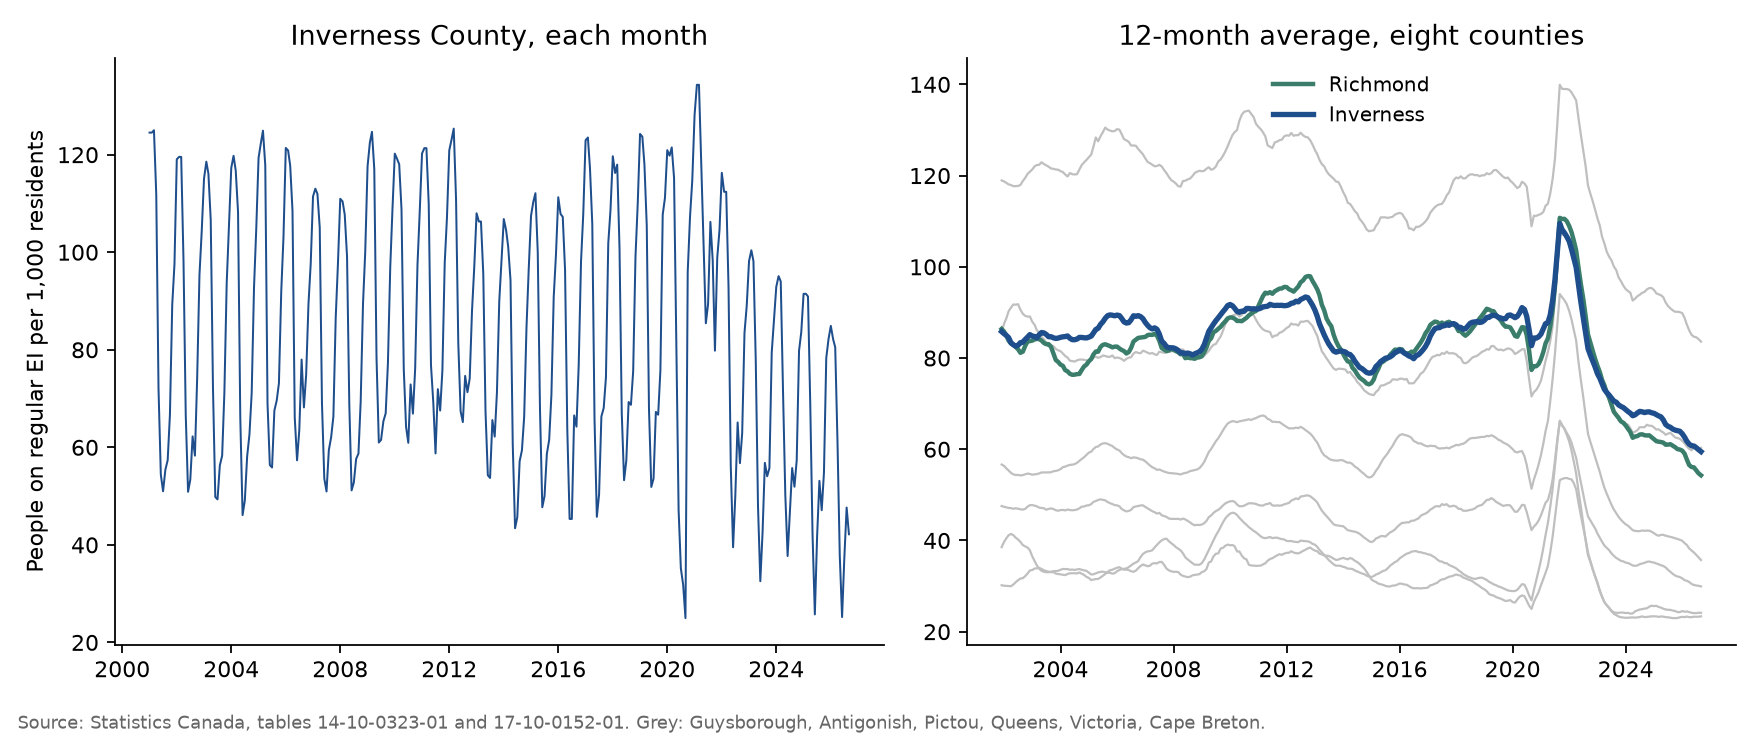 Inverness County, each month
People on regular EI per 1,000 residents
120
100
80
60
40
20
2000 2004 2008 2012 2016 2020 2024
12-month average, eight counties
Richmond
Inverness
140
120
100
80
60
40
20
2004 2008 2012 2016 2020 2024
Source: Statistics Canada, tables 14-10-0323-01 and 17-10-0152-01. Grey: Guysborough, Antigonish, Pictou, Queens, Victoria, Cape Breton.